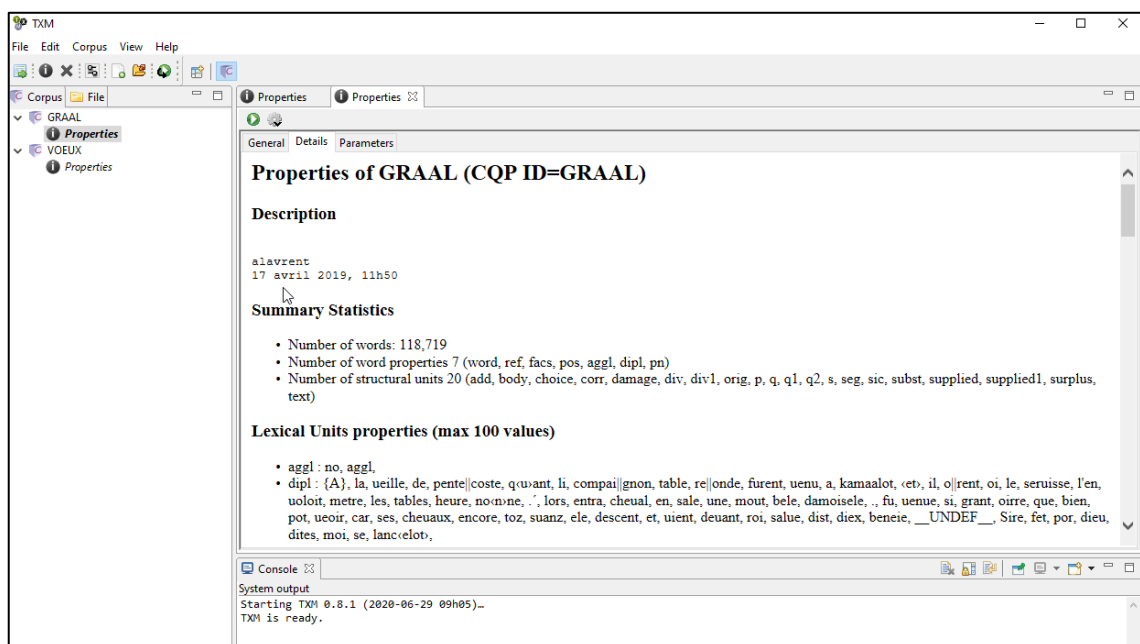 TXM
File Edit Corpus View Help
Corpus File
GRAAL
Properties
VOEUX
Properties
Properties Properties
General Details Parameters
Properties of GRAAL (CQP ID=GRAAL)
Description
alavrent
17 avril 2019, 11h50
Summary Statistics
• Number of words: 118,719
• Number of word properties 7 (word, ref, facs, pos, aggl, dipl, pn)
• Number of structural units 20 (add, body, choice, corr, damage, div, div1, orig, p, q, q1, q2, s, seg, sic, subst, supplied, supplied1, surplus,
text)
Lexical Units properties (max 100 values)
• aggl : no, aggl,
• dipl : {A}, la, ueille, de, pente||coste, q‹u›ant, li, compai||gnon, table, re||onde, furent, uenu, a, kamaalot, ‹et›, il, o||rent, oi, le, seruisse, l'en,
uoloit, metre, les, tables, heure, no‹n›ne, .´, lors, entra, cheual, en, sale, une, mout, bele, damoisele, ., fu, uenue, si, grant, oirre, que, bien,
pot, ueoir, car, ses, cheuaux, encore, toz, suanz, ele, descent, et, uient, deuant, roi, salue, dist, diex, beneie, __UNDEF__, Sire, fet, por, dieu,
dites, moi, se, lanc‹elot›,
Console
System output
Starting TXM 0.8.1 (2020-06-29 09h05)…
TXM is ready.